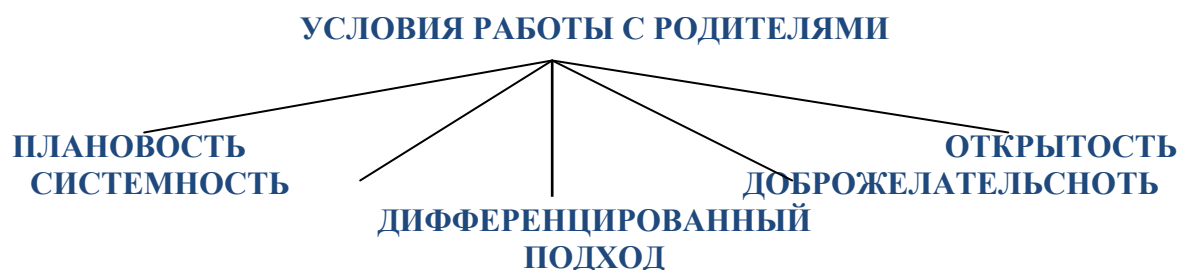 УСЛОВИЯ РАБОТЫ С РОДИТЕЛЯМИ
ПЛАНОВОСТЬ ОТКРЫТОСТЬ
СИСТЕМНОСТЬ ДОБРОЖЕЛАТЕЛЬСНОТЬ
ДИФФЕРЕНЦИРОВАННЫЙ
ПОДХОД